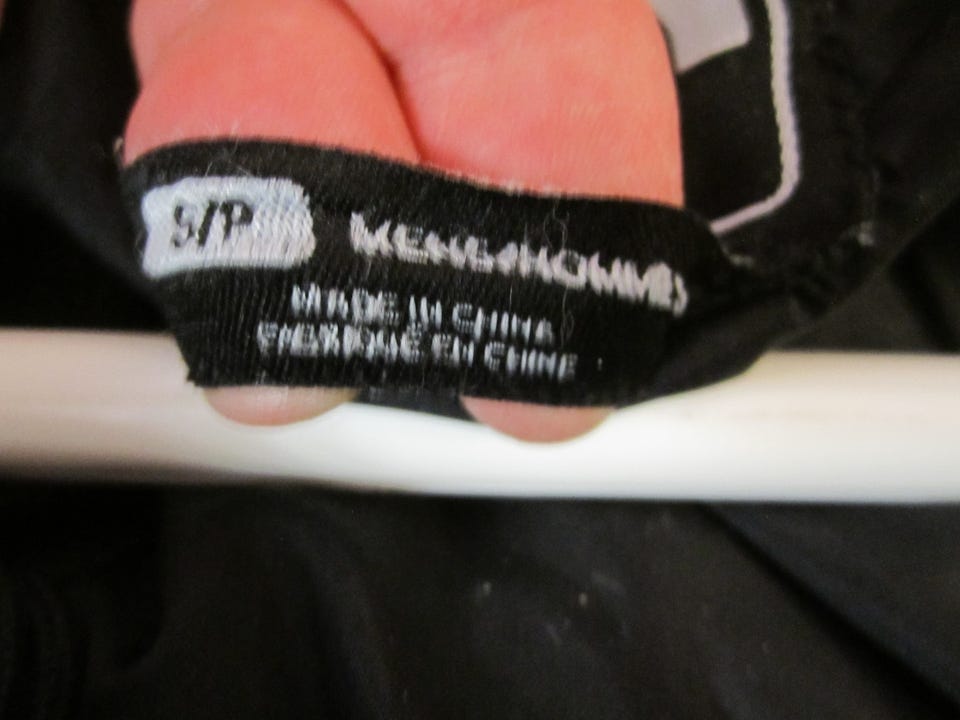 S/P
MENS/HOMMES
MADE IN CHINA
FABRIQUÉ EN CHINE